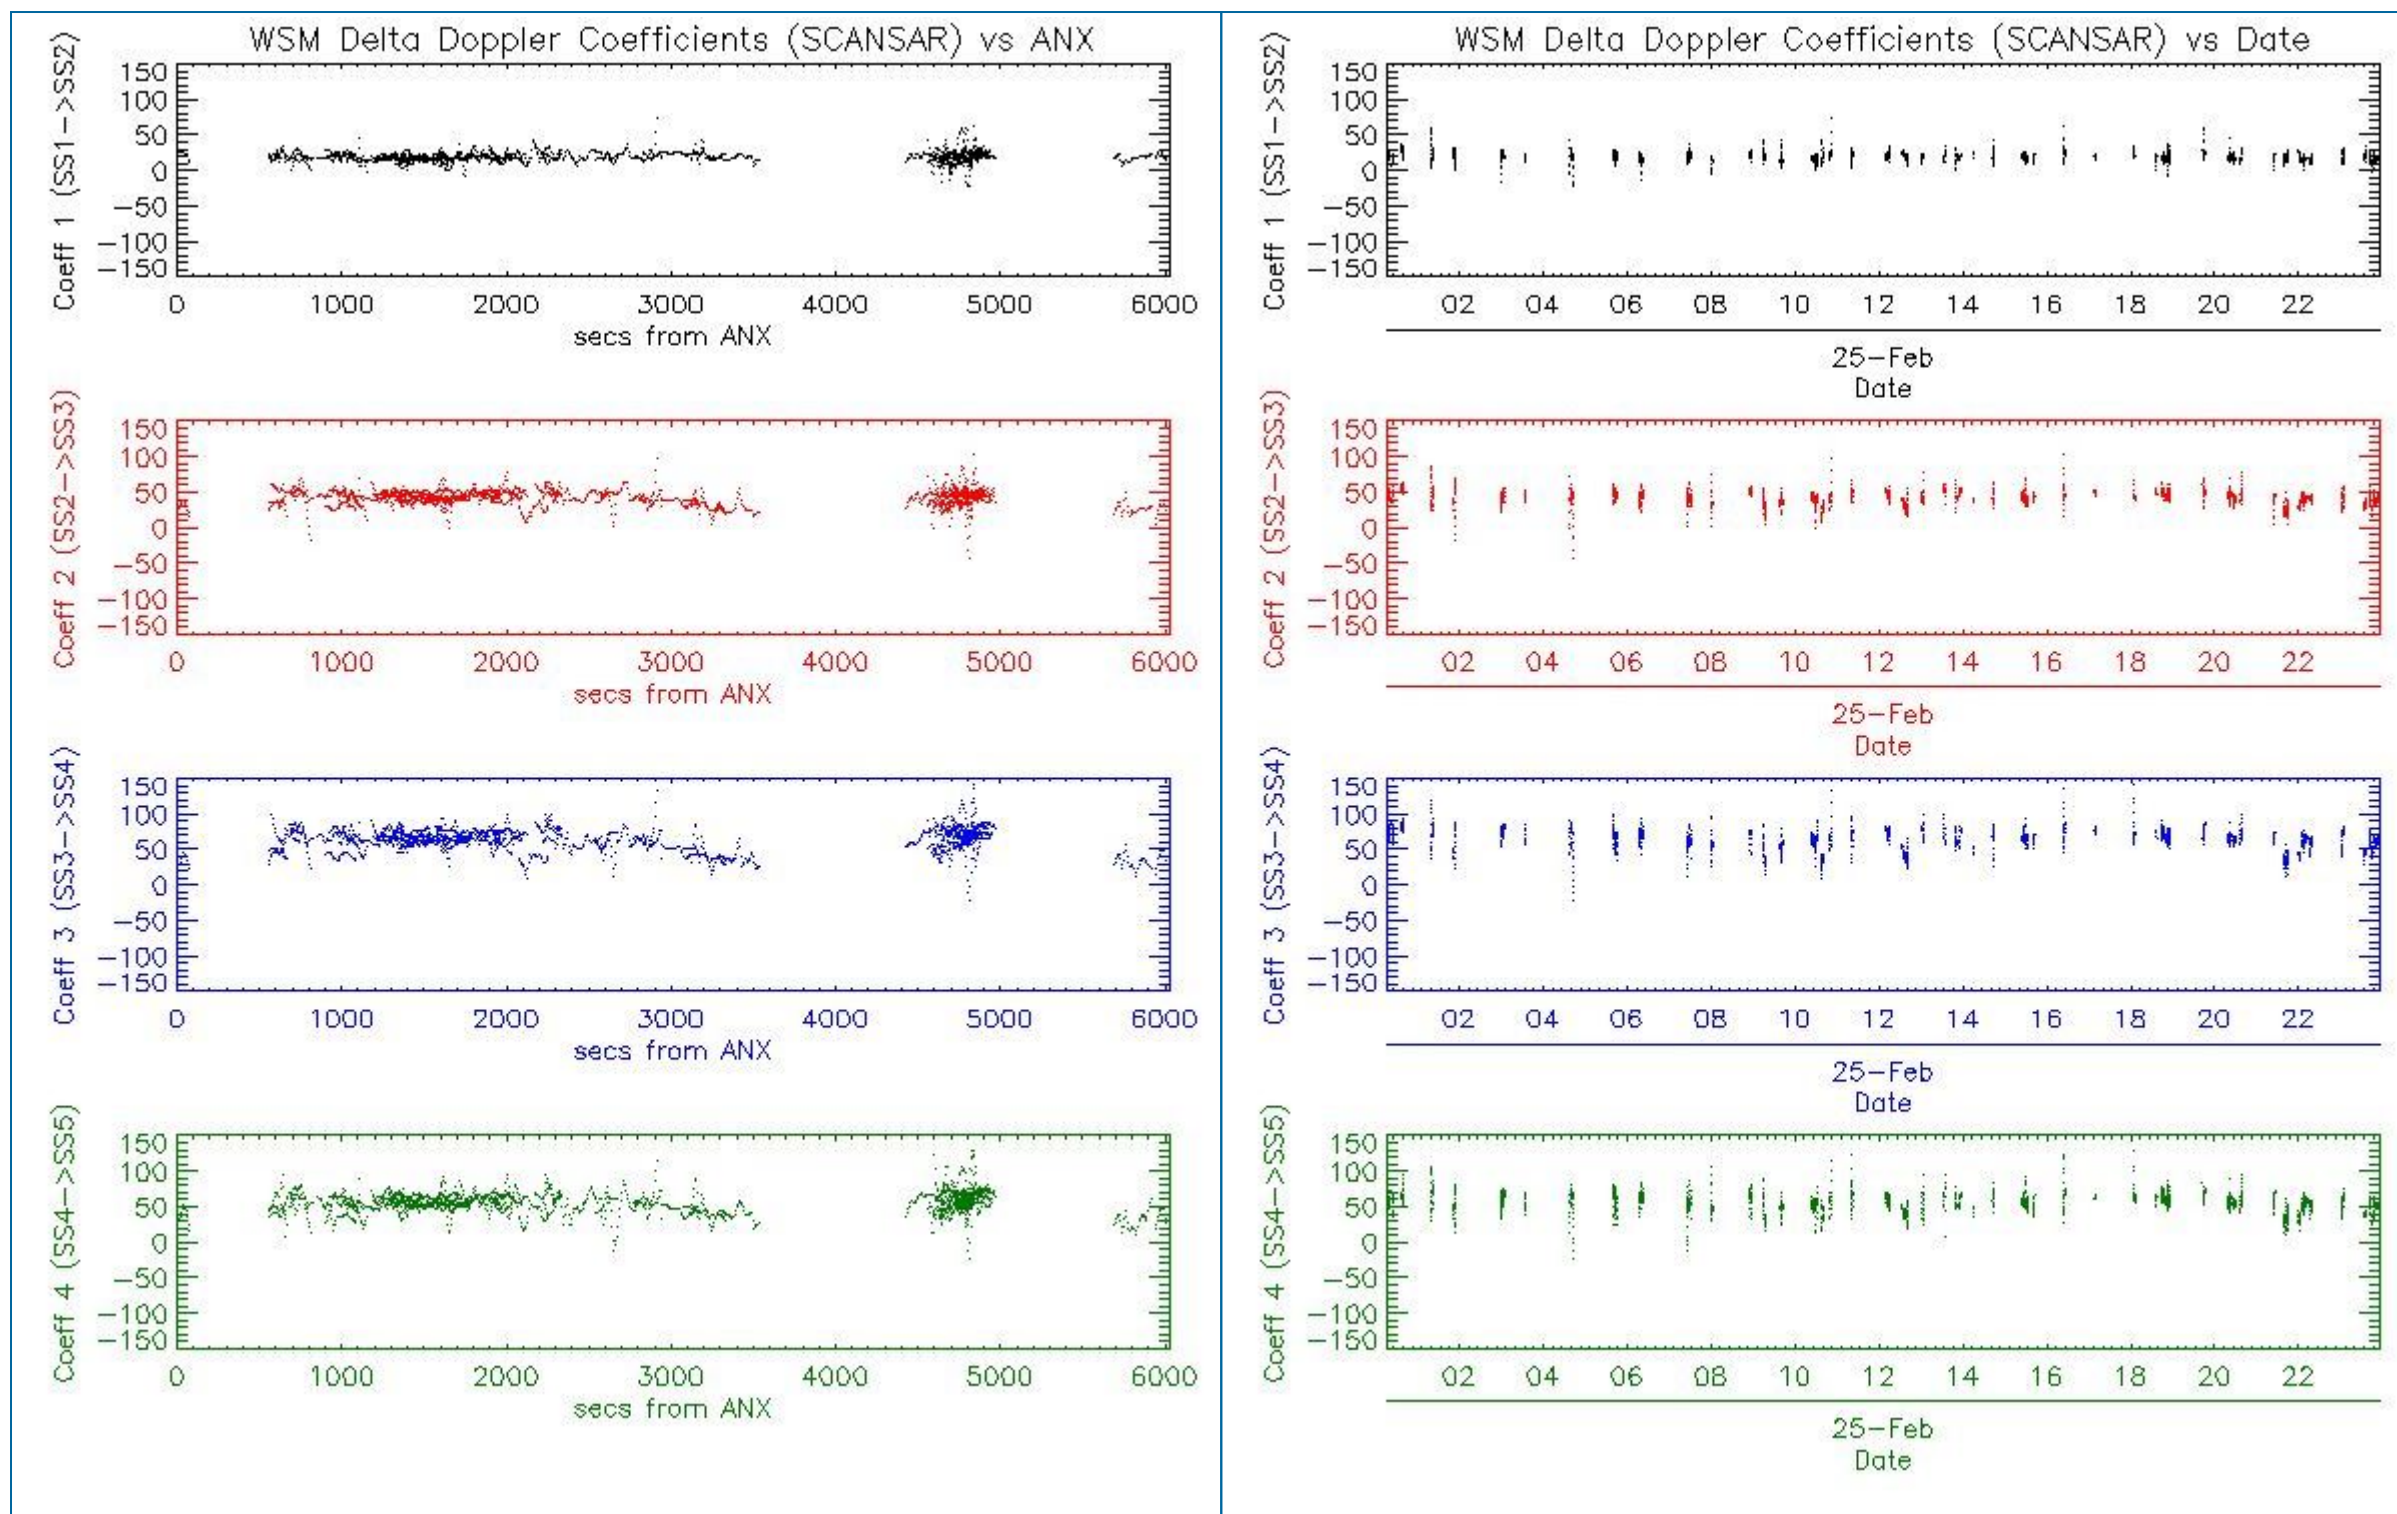 WSM Delta Doppler Coefficients (SCANSAR) vs ANX
Coeff 1 (SS1->SS2)
150
100
50
0
-50
-100
-150
0 1000 2000 3000 4000 5000 6000
secs from ANX
Coeff 2 (SS2->SS3)
150
100
50
0
-50
-100
-150
0 1000 2000 3000 4000 5000 6000
secs from ANX
Coeff 3 (SS3->SS4)
150
100
50
0
-50
-100
-150
0 1000 2000 3000 4000 5000 6000
secs from ANX
Coeff 4 (SS4->SS5)
150
100
50
0
-50
-100
-150
0 1000 2000 3000 4000 5000 6000
secs from ANX
WSM Delta Doppler Coefficients (SCANSAR) vs Date
Coeff 1 (SS1->SS2)
150
100
50
0
-50
-100
-150
02 04 06 08 10 12 14 16 18 20 22
25-Feb
Date
Coeff 2 (SS2->SS3)
150
100
50
0
-50
-100
-150
02 04 06 08 10 12 14 16 18 20 22
25-Feb
Date
Coeff 3 (SS3->SS4)
150
100
50
0
-50
-100
-150
02 04 06 08 10 12 14 16 18 20 22
25-Feb
Date
Coeff 4 (SS4->SS5)
150
100
50
0
-50
-100
-150
02 04 06 08 10 12 14 16 18 20 22
25-Feb
Date